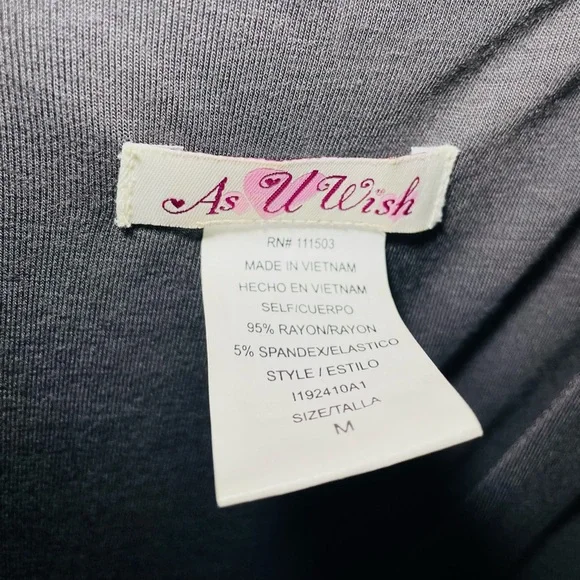 As U Wish
RN# 111503
MADE IN VIETNAM
HECHO EN VIETNAM
SELF/CUERPO
95% RAYON/RAYON
5% SPANDEX/ELASTICO
STYLE / ESTILO
I192410A1
SIZE/TALLA
M